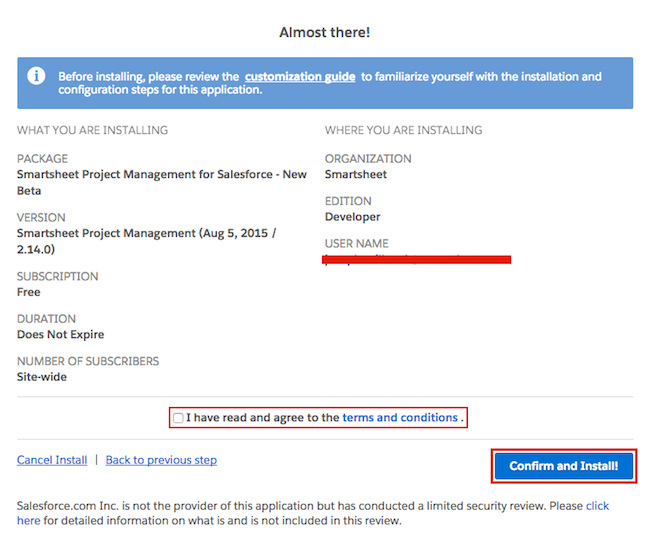 Almost there!
Before installing, please review the customization guide to familiarize yourself with the installation and
configuration steps for this application.
WHAT YOU ARE INSTALLING
PACKAGE
Smartsheet Project Management for Salesforce - New
Beta
VERSION
Smartsheet Project Management (Aug 5, 2015 /
2.14.0)
SUBSCRIPTION
Free
DURATION
Does Not Expire
NUMBER OF SUBSCRIBERS
Site-wide
WHERE YOU ARE INSTALLING
ORGANIZATION
Smartsheet
EDITION
Developer
USER NAME
I have read and agree to the terms and conditions .
Cancel Install | Back to previous step
Confirm and Install!
Salesforce.com Inc. is not the provider of this application but has conducted a limited security review. Please click
here for detailed information on what is and is not included in this review.